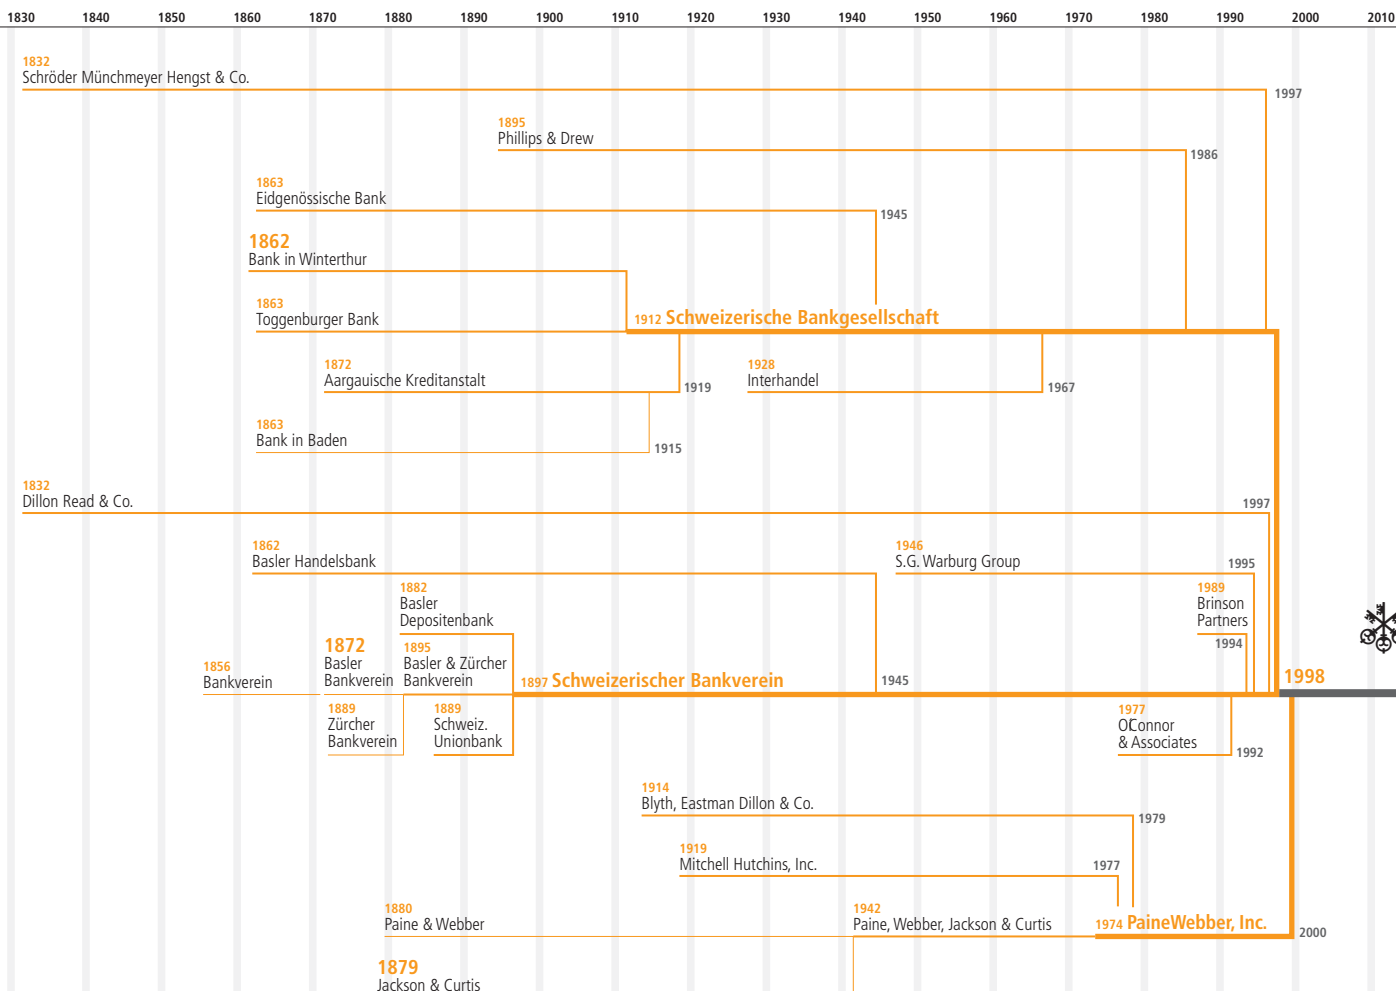 1830 1840 1850 1860 1870 1880 1890 1900 1910 1920 1930 1940 1950 1960 1970 1980 1990 2000 2010
1832
Schröder Münchmeyer Hengst & Co.
1997
1895
Phillips & Drew
1986
1863
Eidgenössische Bank
1945
1862
Bank in Winterthur
1863
Toggenburger Bank
1912 Schweizerische Bankgesellschaft
1872
Aargauische Kreditanstalt
1919
1928
Interhandel
1967
1863
Bank in Baden
1915
1832
Dillon Read & Co.
1997
1862
Basler Handelsbank
1945
1946
S.G. Warburg Group
1995
1882
Basler
Depositenbank
1989
Brinson
Partners
1994
1856
Bankverein
1872
Basler
Bankverein
1895
Basler & Zürcher
Bankverein
1897 Schweizerischer Bankverein
1998
1889
Zürcher
Bankverein
1889
Schweiz.
Unionbank
1977
O'Connor
& Associates
1992
1914
Blyth, Eastman Dillon & Co.
1979
1919
Mitchell Hutchins, Inc.
1977
1880
Paine & Webber
1942
Paine, Webber, Jackson & Curtis
1974 PaineWebber, Inc.
2000
1879
Jackson & Curtis